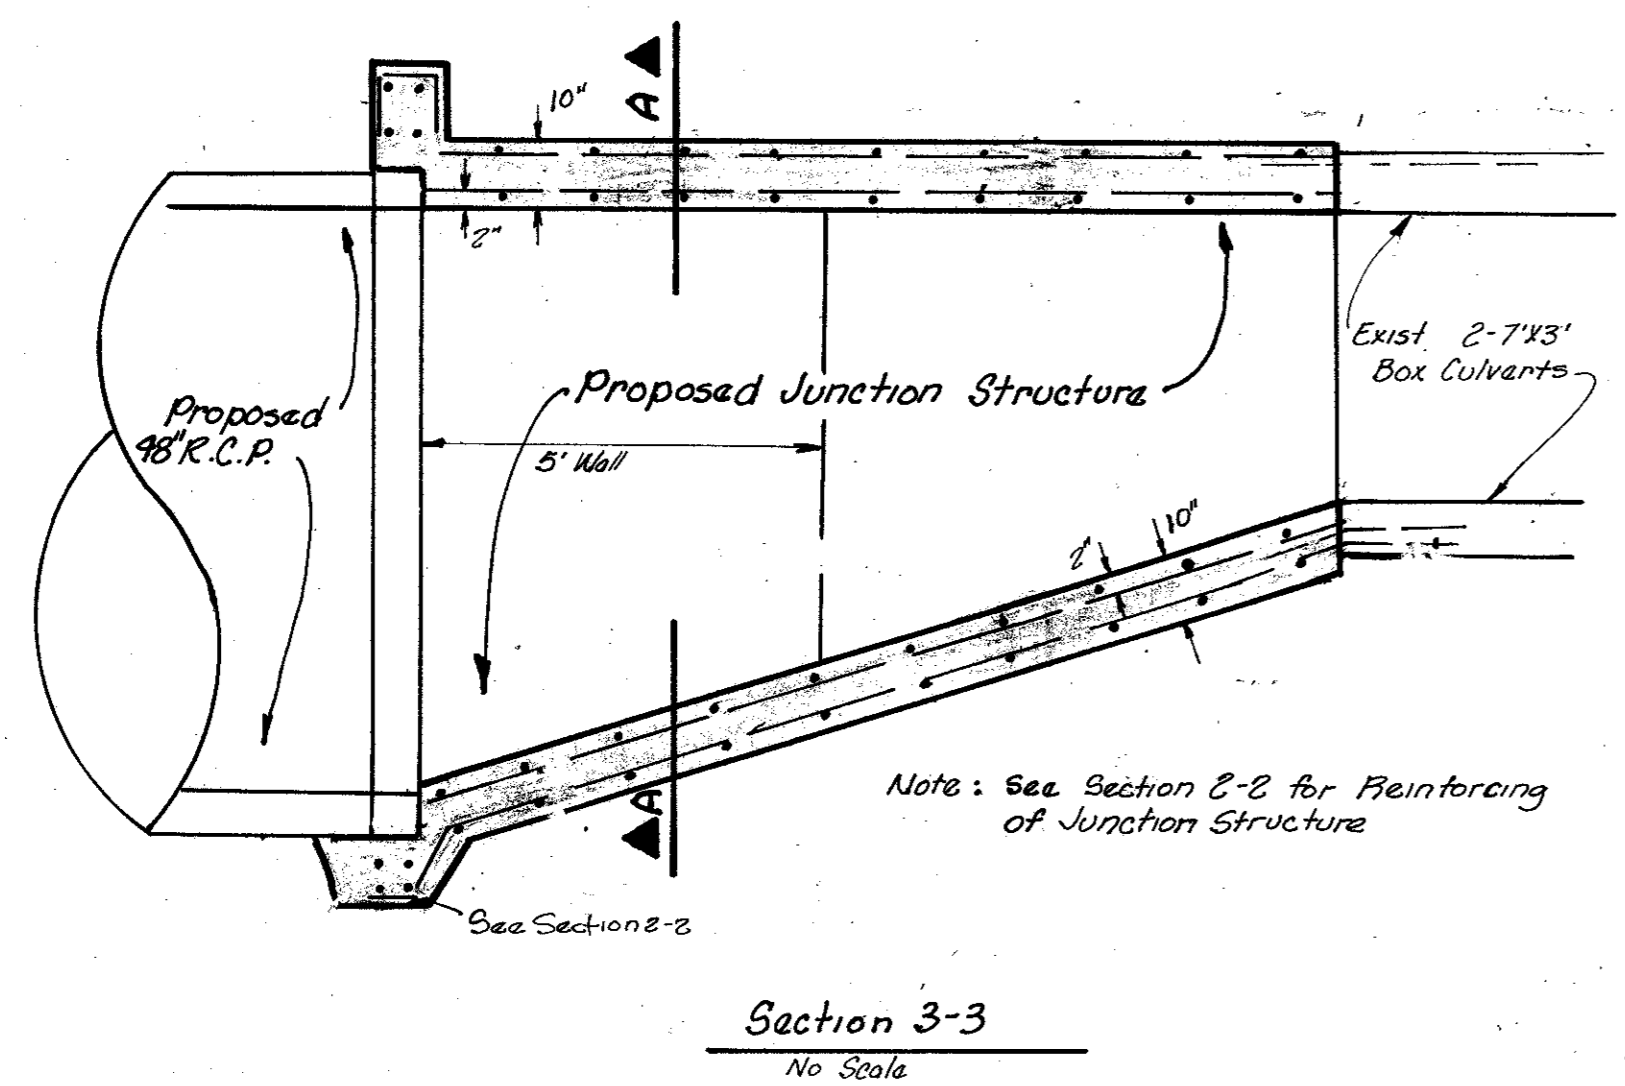 10"
A
2"
Exist. 2-7'x3'
Box Culverts
Proposed Junction Structure
Proposed
48" R.C.P.
5' Wall
10"
2"
A
Note: See Section 2-2 for Reinforcing
of Junction Structure
See Section 2-2
Section 3-3
No Scale